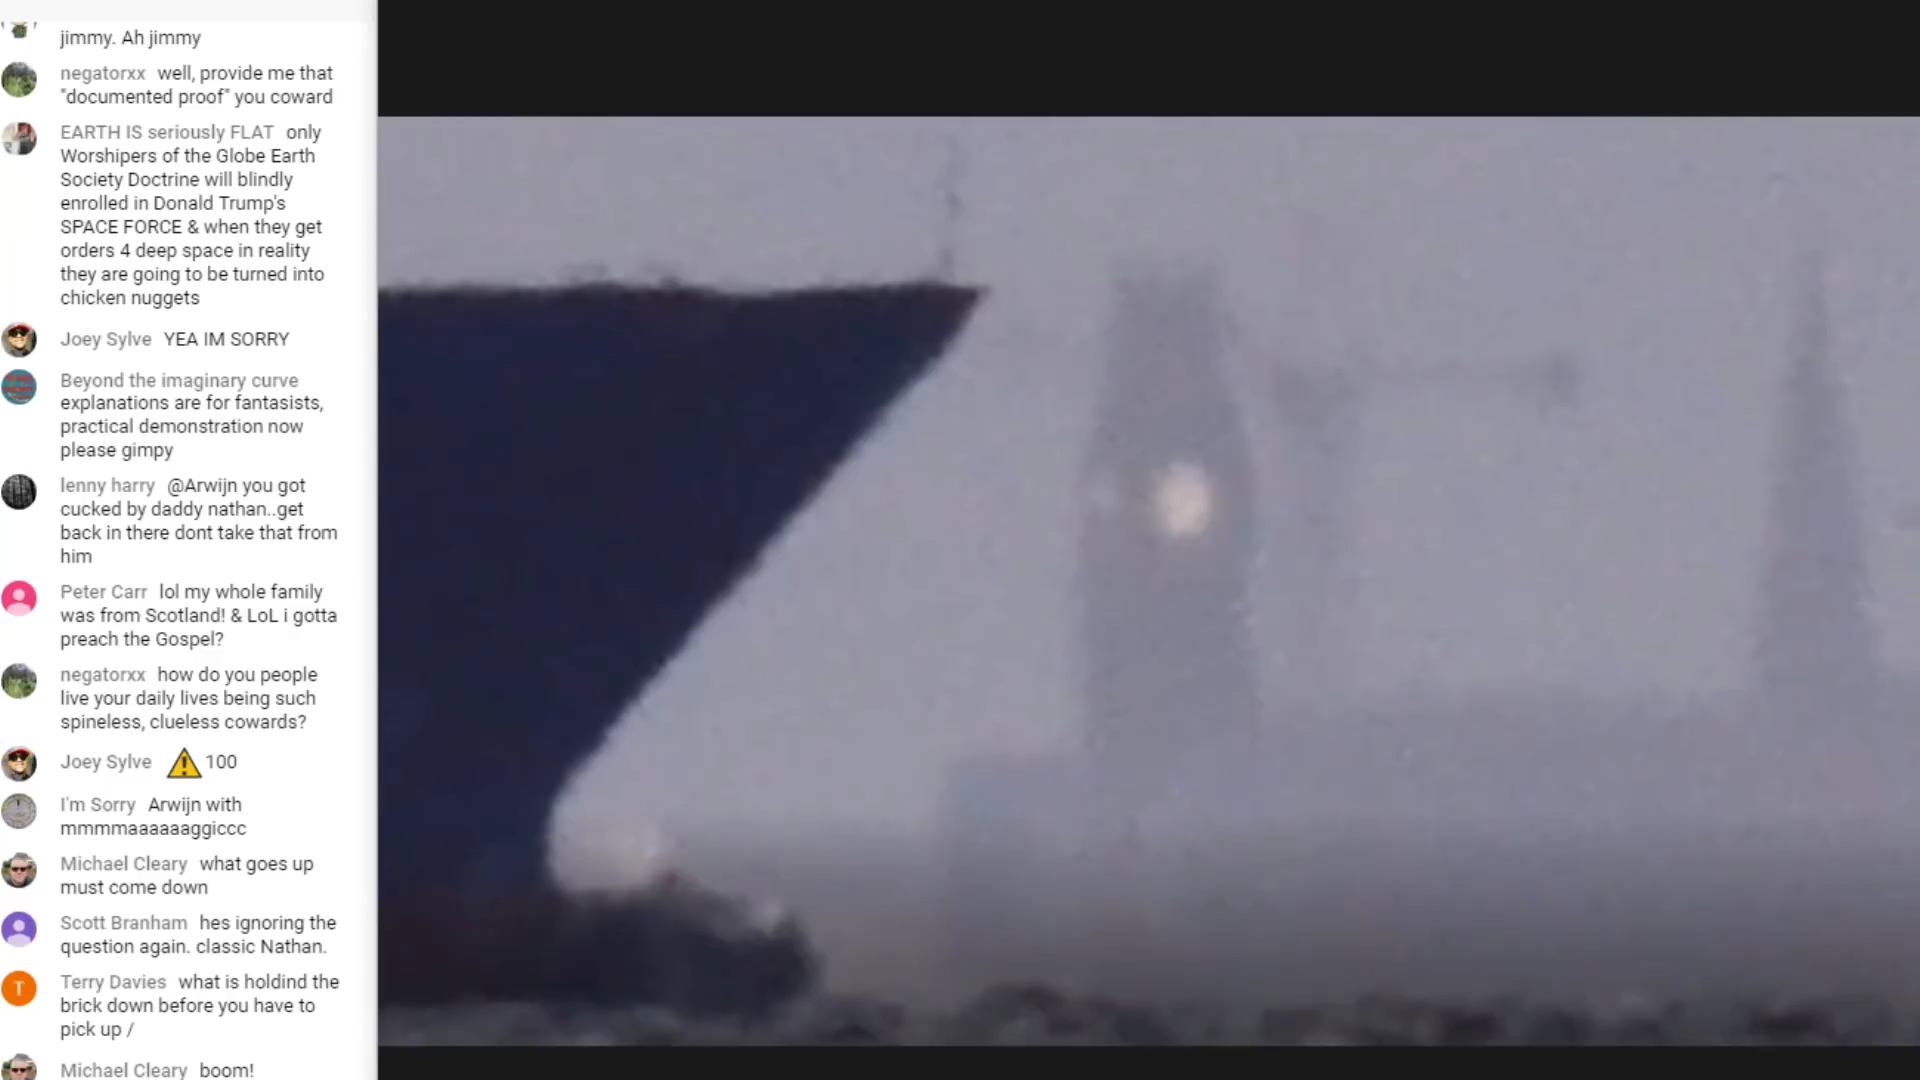 jimmy. Ah jimmy
negatorxx well, provide me that
"documented proof" you coward
EARTH IS seriously FLAT only
Worshipers of the Globe Earth
Society Doctrine will blindly
enrolled in Donald Trump's
SPACE FORCE & when they get
orders 4 deep space in reality
they are going to be turned into
chicken nuggets
Joey Sylve YEA IM SORRY
Beyond the imaginary curve
explanations are for fantasists,
practical demonstration now
please gimpy
lenny harry @Arwijn you got
cucked by daddy nathan..get
back in there dont take that from
him
Peter Carr lol my whole family
was from Scotland! & LoL i gotta
preach the Gospel?
negatorxx how do you people
live your daily lives being such
spineless, clueless cowards?
Joey Sylve 100
I'm Sorry Arwijn with
mmmmaaaaaaggiccc
Michael Cleary what goes up
must come down
Scott Branham hes ignoring the
question again. classic Nathan.
T
Terry Davies what is holdind the
brick down before you have to
pick up /
Michael Cleary boom!